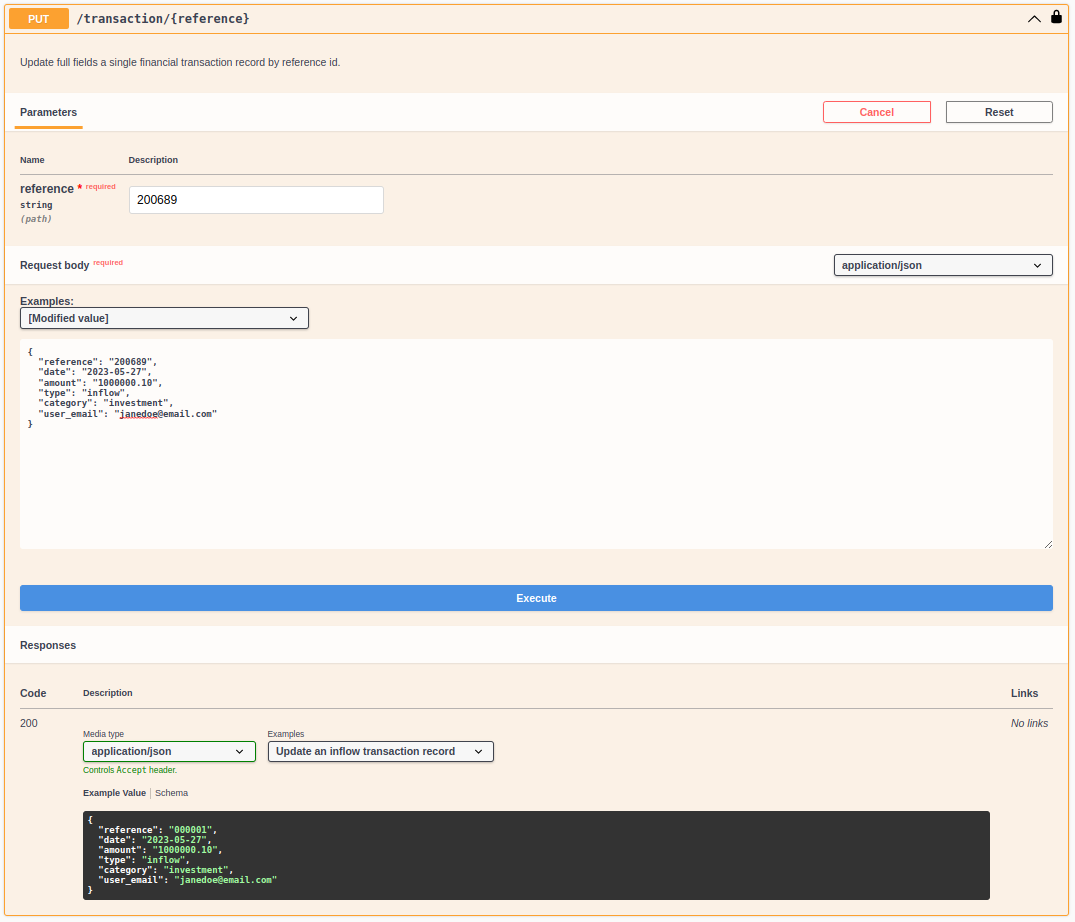 PUT /transaction/{reference}
Update full fields a single financial transaction record by reference id.
Parameters Cancel Reset
Name Description
reference * required 200689
string
(path)
Request body required application/json
Examples:
[Modified value]
{
  "reference": "200689",
  "date": "2023-05-27",
  "amount": "1000000.10",
  "type": "inflow",
  "category": "investment",
  "user_email": "janedoe@email.com"
}
Execute
Responses
Code Description Links
200 No links
Media type Examples
application/json Update an inflow transaction record
Controls Accept header.
Example Value Schema
{
  "reference": "000001",
  "date": "2023-05-27",
  "amount": "1000000.10",
  "type": "inflow",
  "category": "investment",
  "user_email": "janedoe@email.com"
}